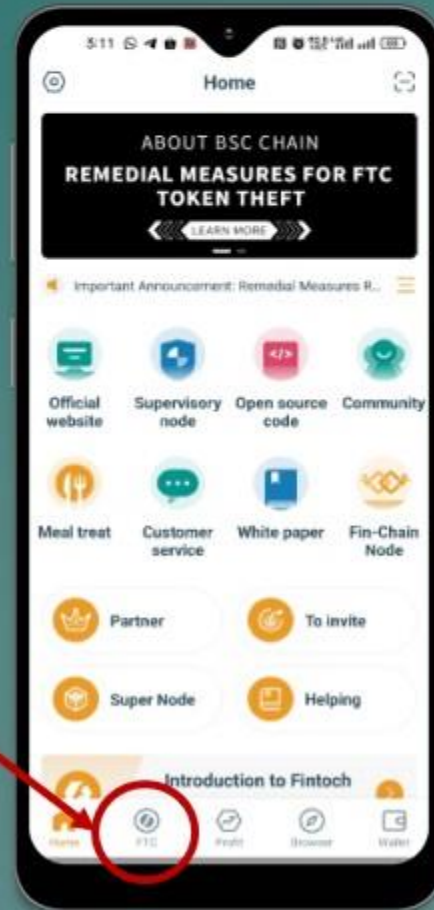 5:11
Home
ABOUT BSC CHAIN
REMEDIAL MEASURES FOR FTC
TOKEN THEFT
LEARN MORE
Important Announcement: Remedial Measures R...
Official
website
Supervisory
node
Open source
code
Community
</>
Meal treat
Customer
service
White paper
Fin-Chain
Node
Partner
To invite
Super Node
Helping
Introduction to Fintoch
Home
FTC
Profit
Browser
Wallet